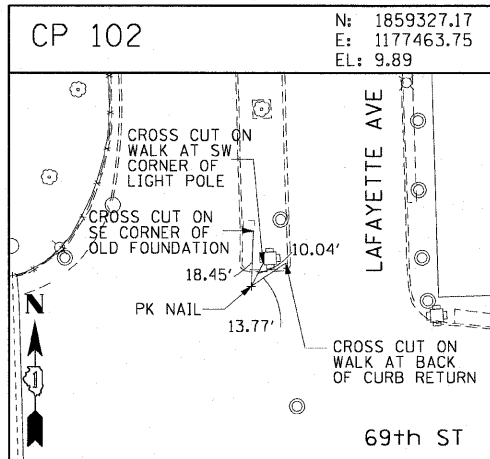 CP 102
N: 1859327.17
E: 1177463.75
EL: 9.89
CROSS CUT ON
WALK AT SW
CORNER OF
LIGHT POLE
LAFAYETTE AVE
CROSS CUT ON
SE CORNER OF
OLD FOUNDATION
10.04'
18.45'
PK NAIL
13.77'
N
1
CROSS CUT ON
WALK AT BACK
OF CURB RETURN
69th ST